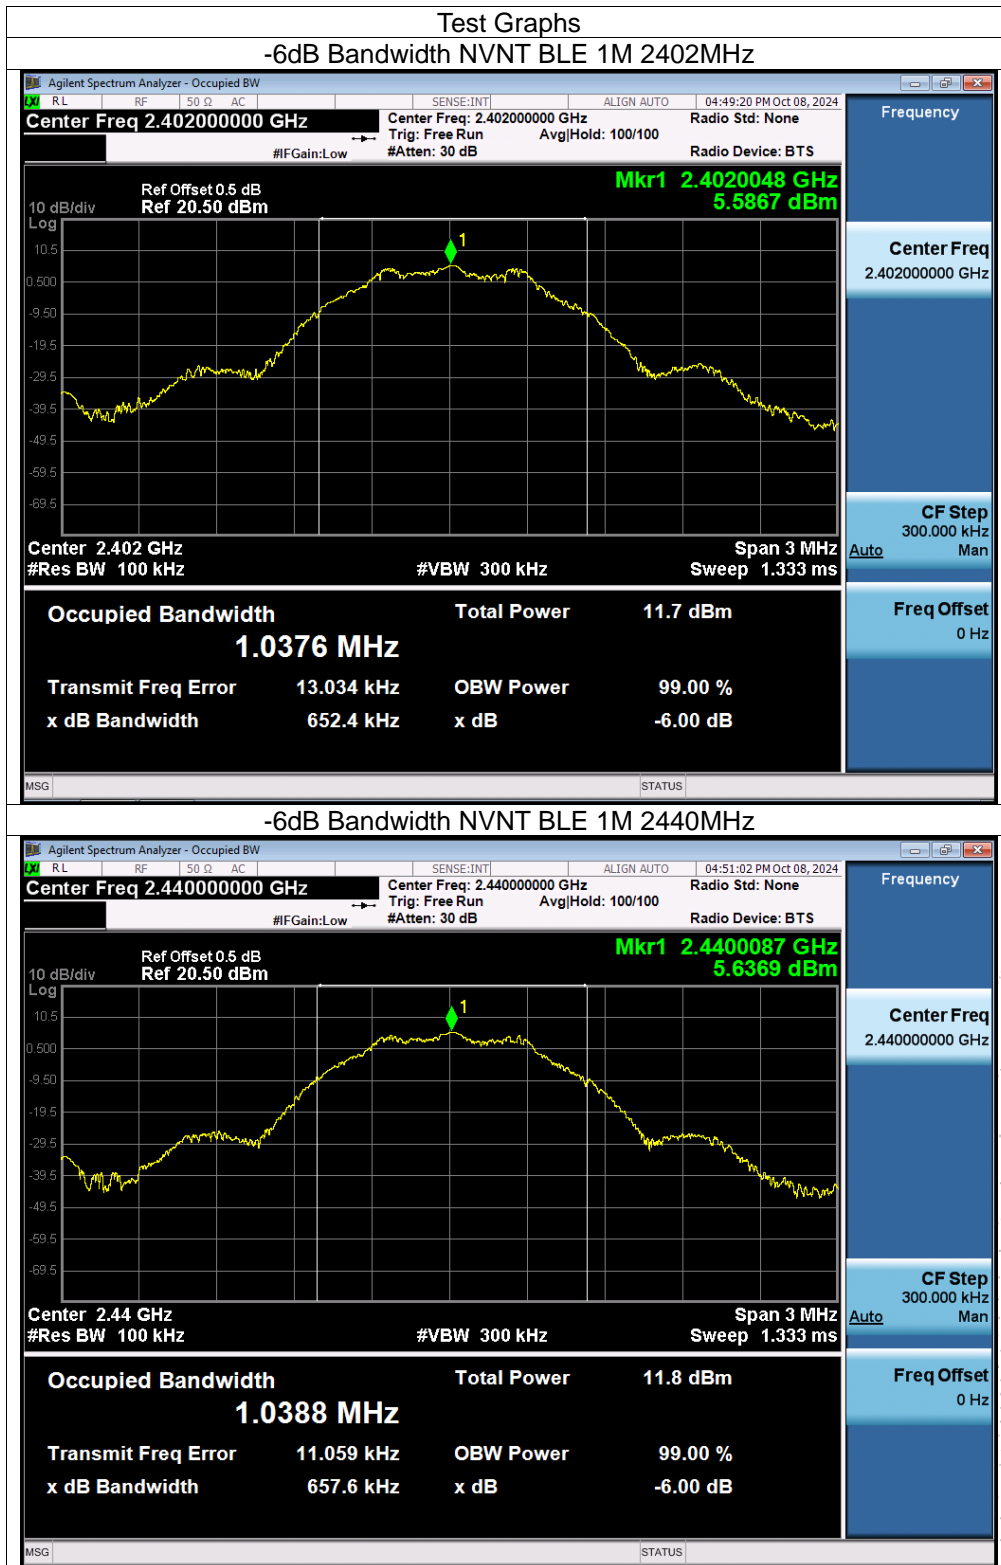 Test Graphs
-6dB Bandwidth NVNT BLE 1M 2402MHz
Agilent Spectrum Analyzer - Occupied BW
LXI RL RF 50 Ω AC SENSE:INT ALIGN AUTO 04:49:20 PM Oct 08, 2024
Center Freq 2.402000000 GHz Center Freq: 2.402000000 GHz Radio Std: None Frequency
Trig: Free Run Avg|Hold: 100/100
#IFGain:Low #Atten: 30 dB Radio Device: BTS
Mkr1 2.4020048 GHz
Ref Offset 0.5 dB 5.5867 dBm
10 dB/div Ref 20.50 dBm
Log
1
10.5 Center Freq
2.402000000 GHz
0.500
-9.50
-19.5
-29.5
-39.5
-49.5
-59.5
-69.5
CF Step
300.000 kHz
Auto Man
Center 2.402 GHz Span 3 MHz
#Res BW 100 kHz #VBW 300 kHz Sweep 1.333 ms
Occupied Bandwidth Total Power 11.7 dBm Freq Offset
0 Hz
1.0376 MHz
Transmit Freq Error 13.034 kHz OBW Power 99.00 %
x dB Bandwidth 652.4 kHz x dB -6.00 dB
MSG STATUS
-6dB Bandwidth NVNT BLE 1M 2440MHz
Agilent Spectrum Analyzer - Occupied BW
LXI RL RF 50 Ω AC SENSE:INT ALIGN AUTO 04:51:02 PM Oct 08, 2024
Center Freq 2.440000000 GHz Center Freq: 2.440000000 GHz Radio Std: None Frequency
Trig: Free Run Avg|Hold: 100/100
#IFGain:Low #Atten: 30 dB Radio Device: BTS
Mkr1 2.4400087 GHz
Ref Offset 0.5 dB 5.6369 dBm
10 dB/div Ref 20.50 dBm
Log
1
10.5 Center Freq
2.440000000 GHz
0.500
-9.50
-19.5
-29.5
-39.5
-49.5
-59.5
-69.5
CF Step
300.000 kHz
Auto Man
Center 2.44 GHz Span 3 MHz
#Res BW 100 kHz #VBW 300 kHz Sweep 1.333 ms
Occupied Bandwidth Total Power 11.8 dBm Freq Offset
0 Hz
1.0388 MHz
Transmit Freq Error 11.059 kHz OBW Power 99.00 %
x dB Bandwidth 657.6 kHz x dB -6.00 dB
MSG STATUS